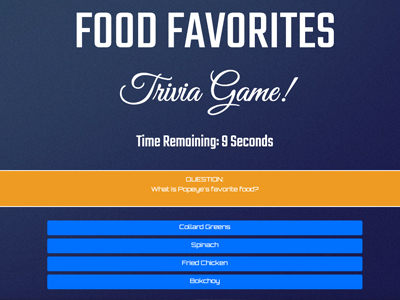 FOOD FAVORITES
Trivia Game!
Time Remaining: 9 Seconds
QUESTION:
What is Popeye's favorite food?
Collard Greens
Spinach
Fried Chicken
Bokchoy